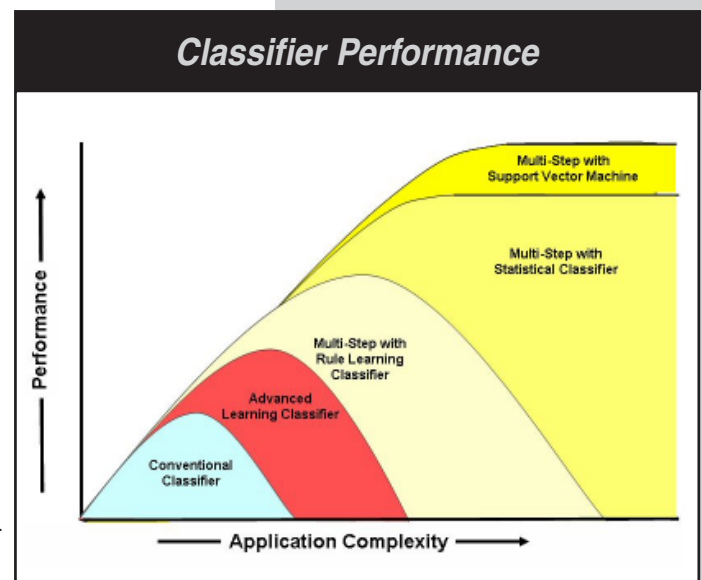 Classifier Performance
Multi-Step with
Support Vector Machine
Multi-Step with
Statistical Classifier
Multi-Step with
Rule Learning
Classifier
Advanced
Learning Classifier
Conventional
Classifier
Performance
Application Complexity